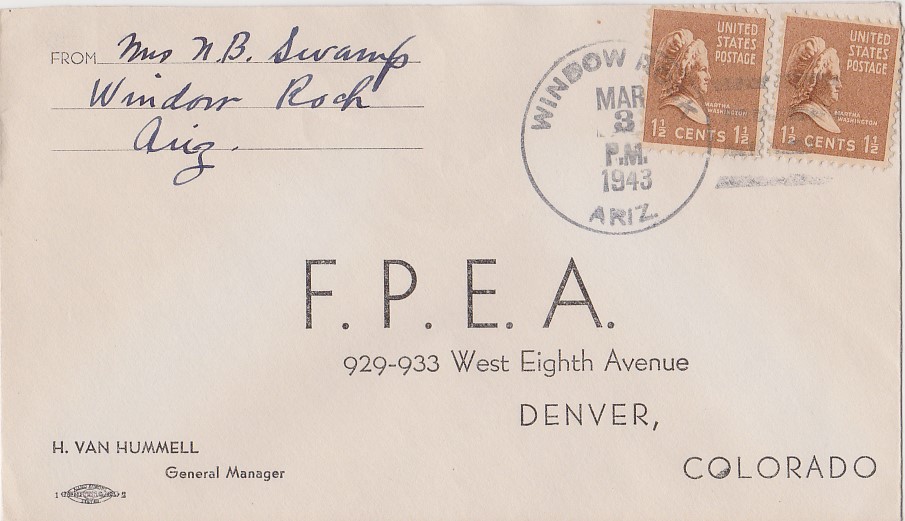 FROM Mrs N.B. Swamp
Window Rock
Ariz.
WINDOW
MAR
3
P.M.
1943
ARIZ.
UNITED
STATES
POSTAGE
MARTHA
WASHINGTON
1½ CENTS 1½
UNITED
STATES
POSTAGE
MARTHA
WASHINGTON
1½ CENTS 1½
F. P. E. A.
929-933 West Eighth Avenue
DENVER,
COLORADO
H. VAN HUMMELL
General Manager